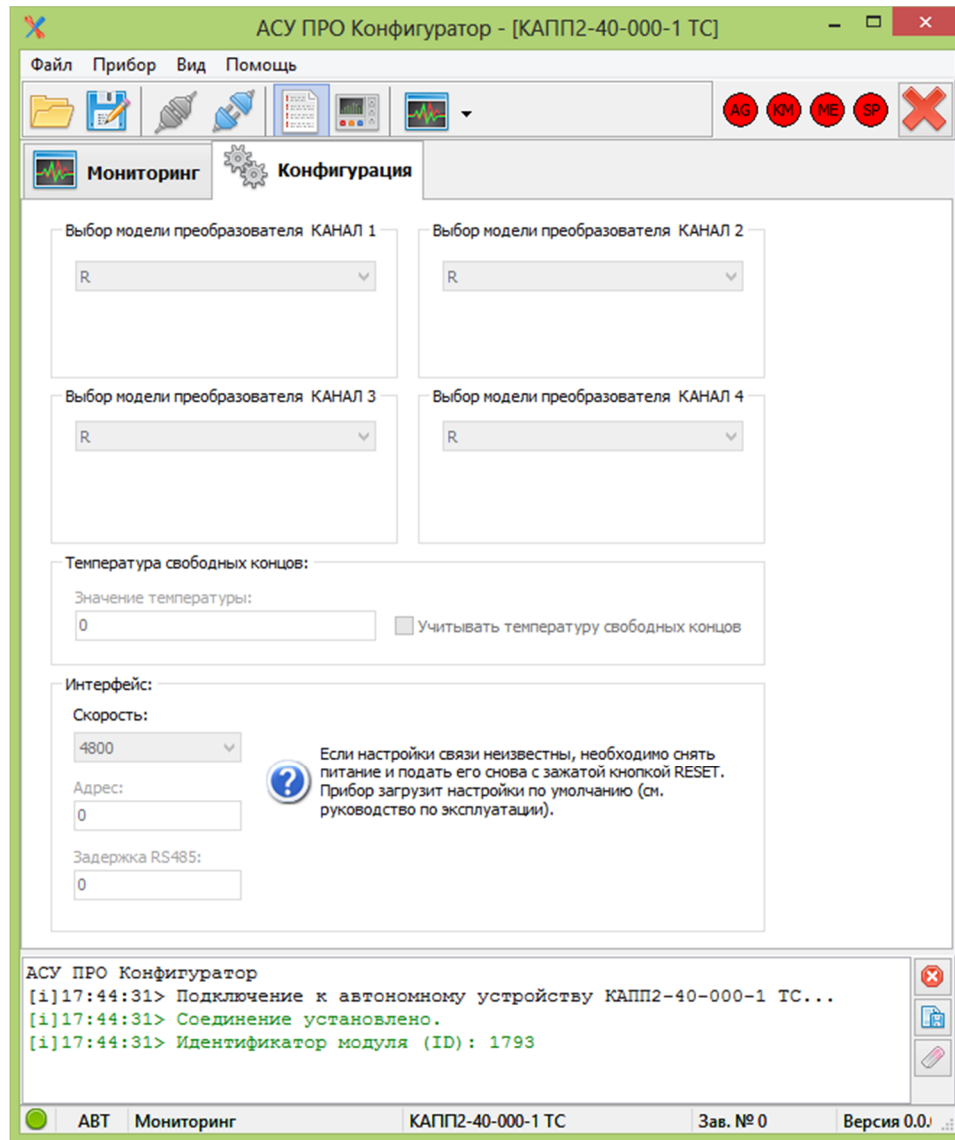 АСУ ПРО Конфигуратор - [КАПП2-40-000-1 ТС]
Файл Прибор Вид Помощь
AG KM ME SP
Мониторинг Конфигурация
Выбор модели преобразователя КАНАЛ 1
R
Выбор модели преобразователя КАНАЛ 2
R
Выбор модели преобразователя КАНАЛ 3
R
Выбор модели преобразователя КАНАЛ 4
R
Температура свободных концов:
Значение температуры:
0
Учитывать температуру свободных концов
Интерфейс:
Скорость:
4800
Адрес:
0
Задержка RS485:
0
Если настройки связи неизвестны, необходимо снять
питание и подать его снова с зажатой кнопкой RESET.
Прибор загрузит настройки по умолчанию (см.
руководство по эксплуатации).
АСУ ПРО Конфигуратор
[i]17:44:31> Подключение к автономному устройству КАПП2-40-000-1 ТС...
[i]17:44:31> Соединение установлено.
[i]17:44:31> Идентификатор модуля (ID): 1793
АВТ Мониторинг КАПП2-40-000-1 ТС Зав. № 0 Версия 0.0.